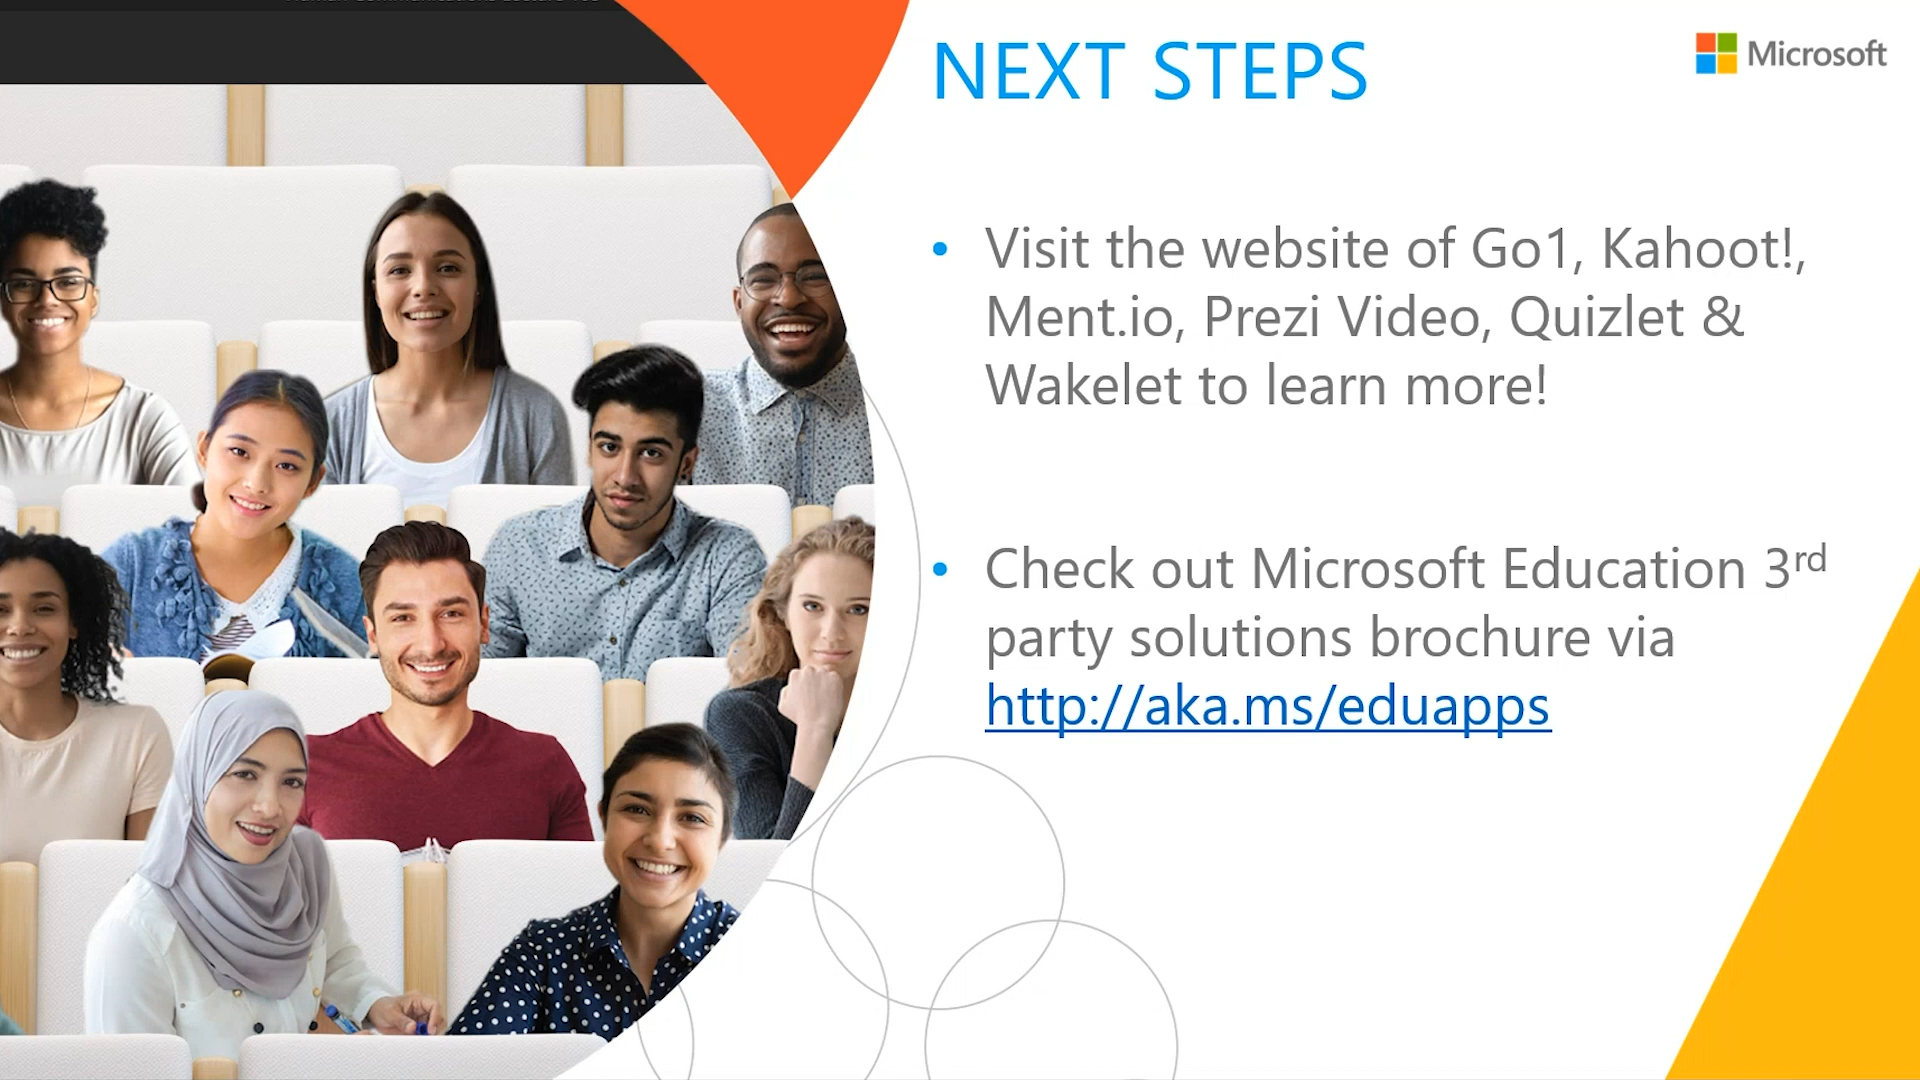 NEXT STEPS
Microsoft
• Visit the website of Go1, Kahoot!,
Ment.io, Prezi Video, Quizlet &
Wakelet to learn more!
• Check out Microsoft Education 3rd
party solutions brochure via
http://aka.ms/eduapps